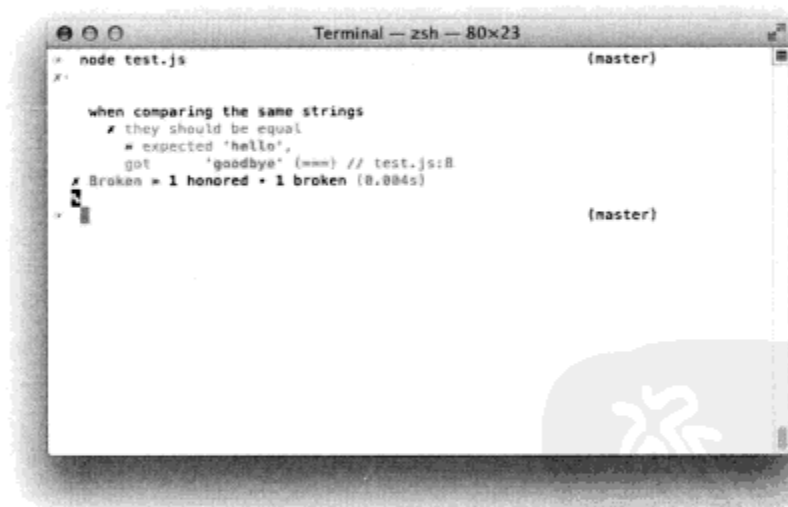 Terminal — zsh — 80×23
node test.js (master)
✗·
when comparing the same strings
✗ they should be equal
» expected 'hello',
got 'goodbye' (===) // test.js:8
✗ Broken » 1 honored ∙ 1 broken (0.004s)
(master)